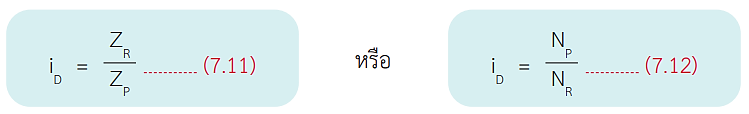 i_D = Z_R / Z_P ........... (7.11) หรือ i_D = N_P / N_R ........... (7.12)